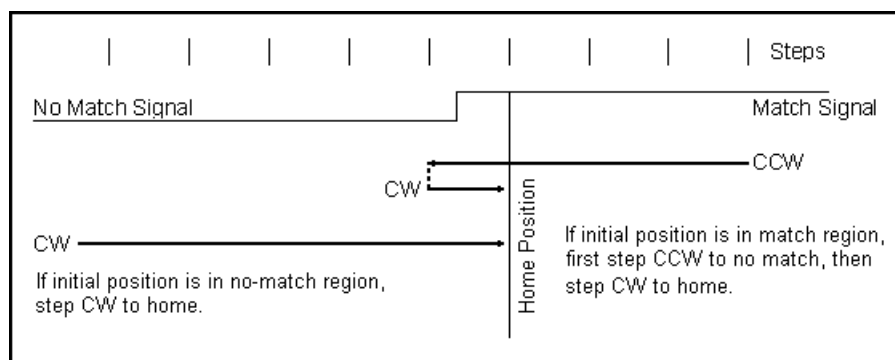 Steps
No Match Signal
Match Signal
CCW
CW
Home Position
CW
If initial position is in no-match region,
step CW to home.
If initial position is in match region,
first step CCW to no match, then
step CW to home.